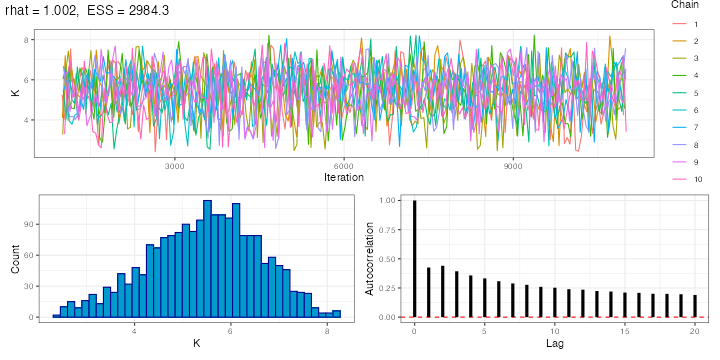 rhat = 1.002, ESS = 2984.3
Chain
1
2
3
4
5
6
7
8
9
10
K
8
6
4
3000 6000 9000
Iteration
Count
90
60
30
0
4 6 8
K
Autocorrelation
1.00
0.75
0.50
0.25
0.00
0 5 10 15 20
Lag